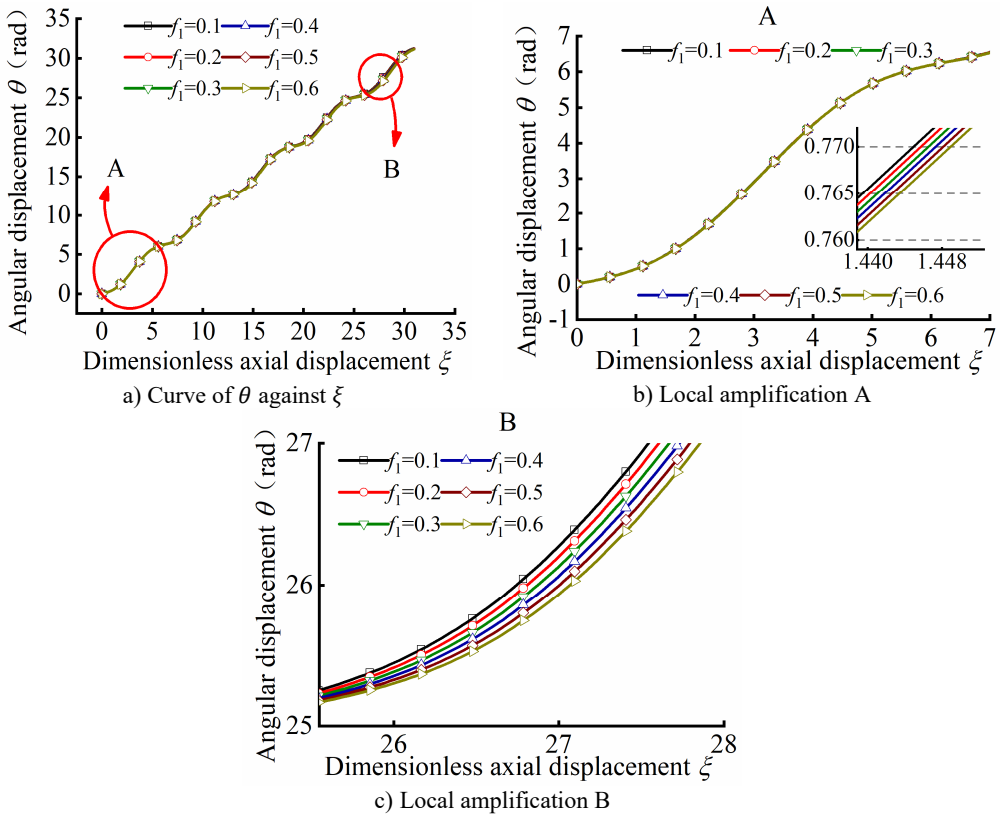 f1=0.1 f1=0.4
f1=0.2 f1=0.5
f1=0.3 f1=0.6
A
B
35
30
25
20
15
10
5
0
0 5 10 15 20 25 30 35
Angular displacement θ（rad）
Dimensionless axial displacement ξ
a) Curve of θ against ξ
A
f1=0.1 f1=0.2 f1=0.3
7
6
5
4
3
2
1
0
-1
0.770
0.765
0.760
1.440 1.448
f1=0.4 f1=0.5 f1=0.6
0 1 2 3 4 5 6 7
Angular displacement θ（rad）
Dimensionless axial displacement ξ
b) Local amplification A
B
f1=0.1 f1=0.4
f1=0.2 f1=0.5
f1=0.3 f1=0.6
27
26
25
26 27 28
Angular displacement θ（rad）
Dimensionless axial displacement ξ
c) Local amplification B